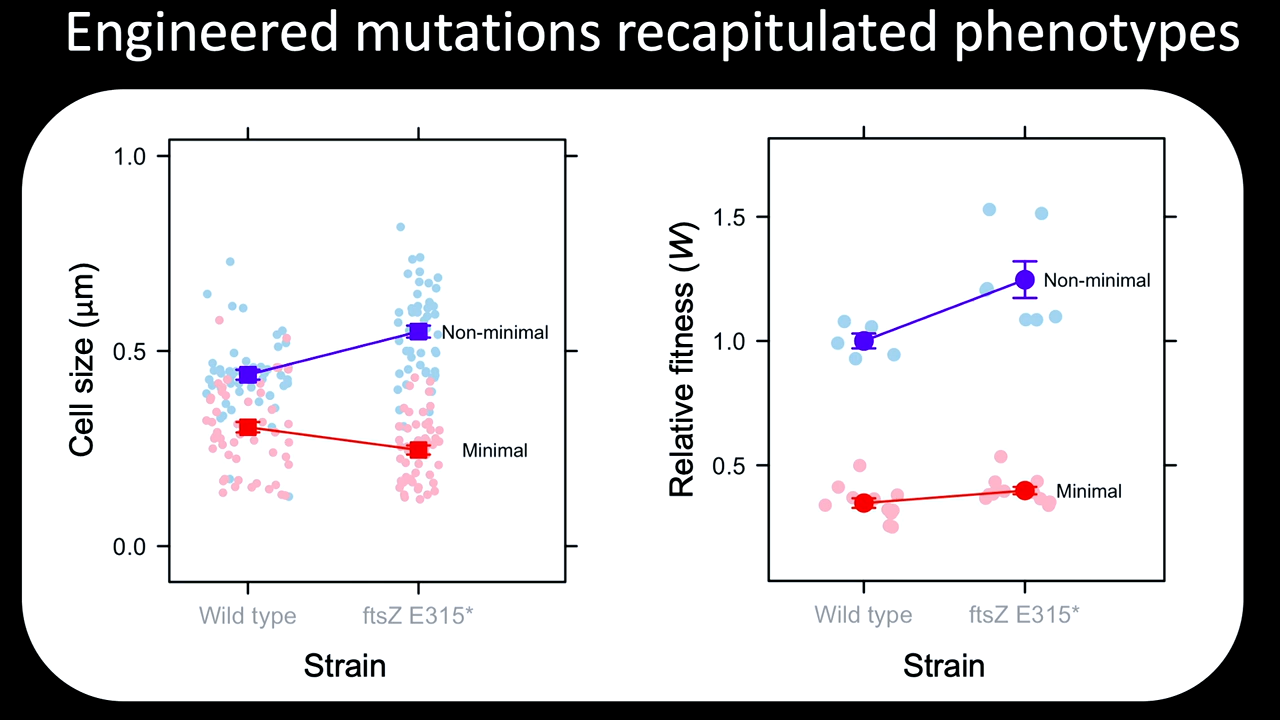 Engineered mutations recapitulated phenotypes
1.0
0.5
0.0
Cell size (µm)
Non-minimal
Minimal
Wild type
ftsZ E315*
Strain
1.5
1.0
0.5
Relative fitness (W)
Non-minimal
Minimal
Wild type
ftsZ E315*
Strain